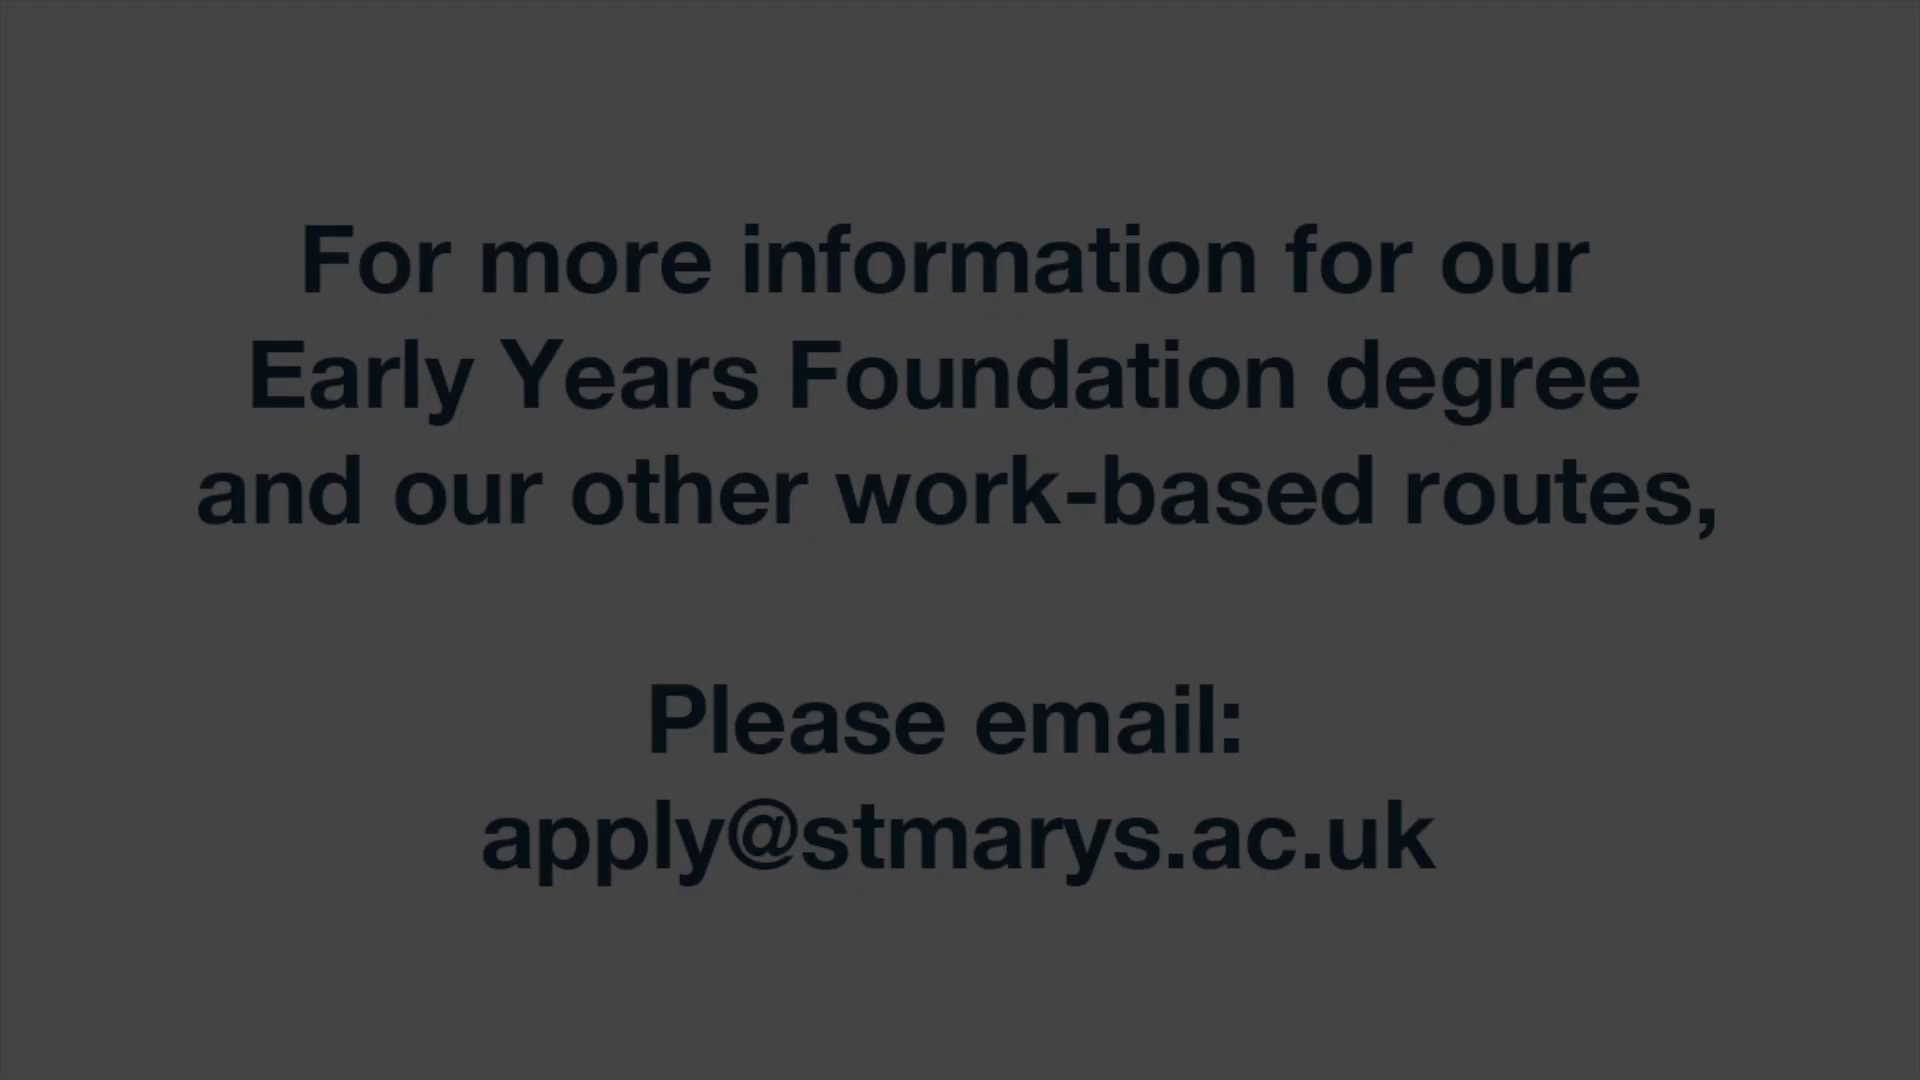 For more information for our
Early Years Foundation degree
and our other work-based routes,
Please email:
apply@stmarys.ac.uk